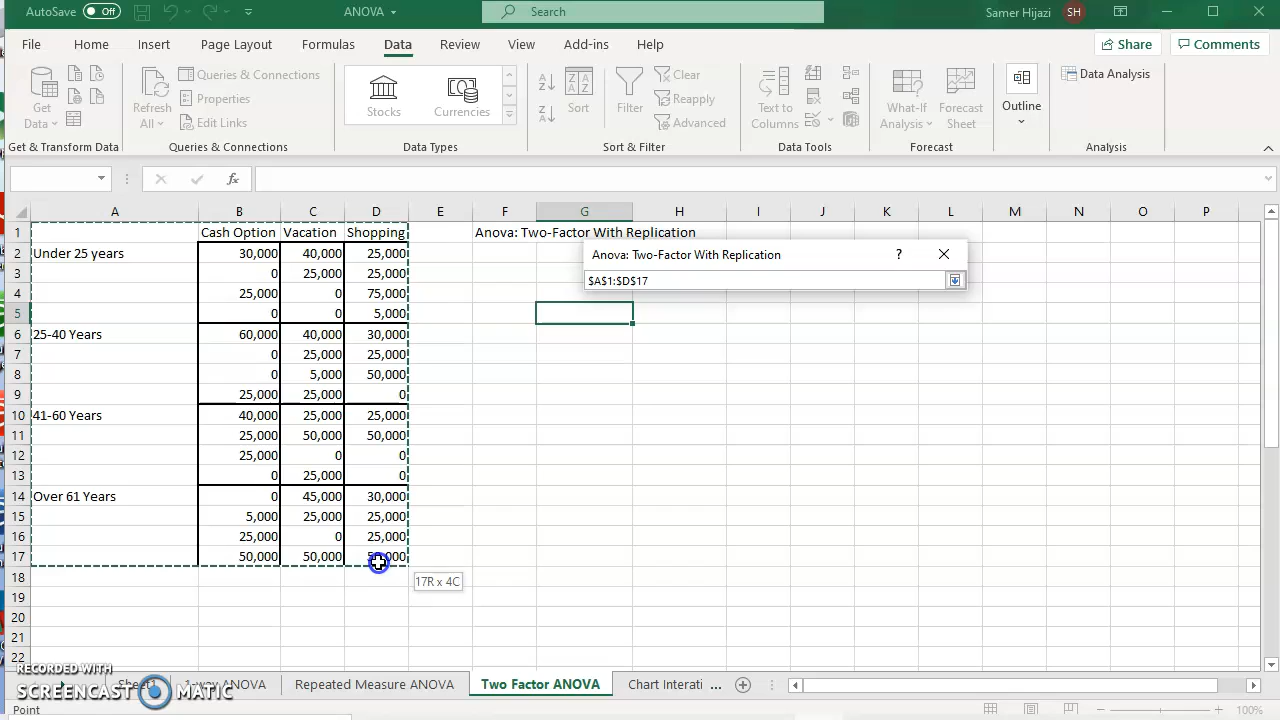 AutoSave Off ANOVA Search Samer Hijazi SH
File Home Insert Page Layout Formulas Data Review View Add-ins Help Share Comments
Get Data
Refresh All
Queries & Connections
Properties
Edit Links
Stocks Currencies
Sort
Filter
Clear
Reapply
Advanced
Text to Columns
What-If Analysis
Forecast Sheet
Outline
Data Analysis
Get & Transform Data Queries & Connections Data Types Sort & Filter Data Tools Forecast Analysis
fx
A B C D E F G H I J K L M N O P
1 Cash Option Vacation Shopping Anova: Two-Factor With Replication
2 Under 25 years 30,000 40,000 25,000
3 0 25,000 25,000
4 25,000 0 75,000
5 0 0 5,000
6 25-40 Years 60,000 40,000 30,000
7 0 25,000 25,000
8 0 5,000 50,000
9 25,000 25,000 0
10 41-60 Years 40,000 25,000 25,000
11 25,000 50,000 50,000
12 25,000 0 0
13 0 25,000 0
14 Over 61 Years 0 45,000 30,000
15 5,000 25,000 25,000
16 25,000 0 25,000
17 50,000 50,000
18
19
20
21
22
Anova: Two-Factor With Replication ?
$A$1:$D$17
17R x 4C
RECORDED WITH
SCREENCAST MATIC
ANOVA Repeated Measure ANOVA Two Factor ANOVA Chart Interati ...
Point 100%